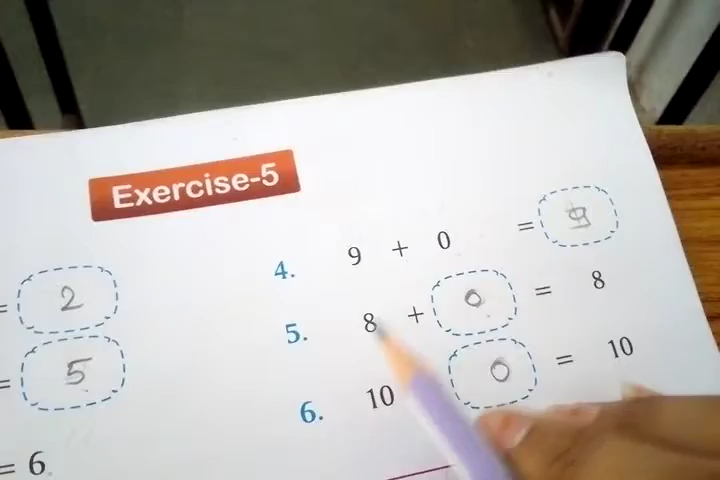 Exercise-5
= 2
= 5
= 6.
4. 9 + 0 = 9
5. 8 + 0 = 8
6. 10 0 = 10